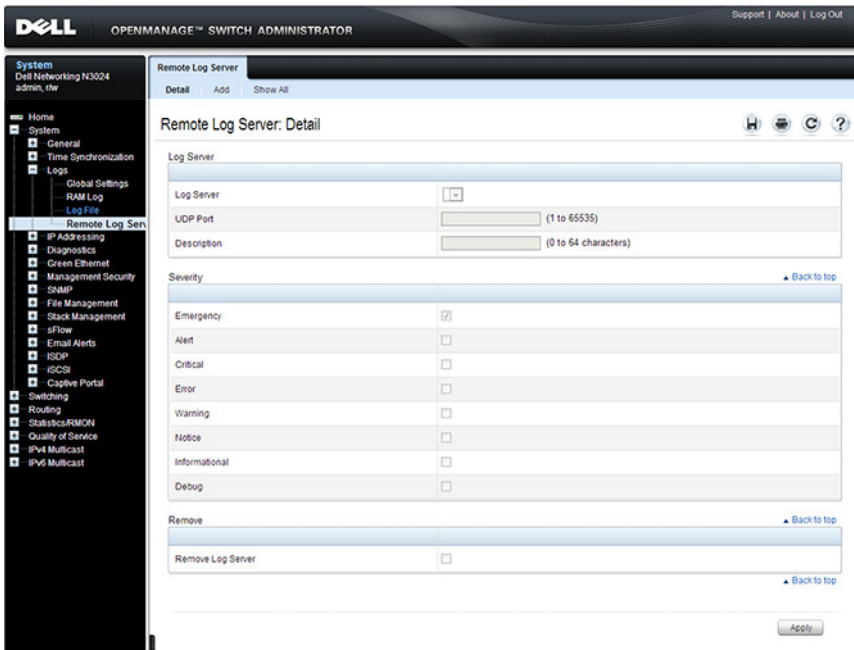 Support | About | Log Out
DELL OPENMANAGE™ SWITCH ADMINISTRATOR
System
Dell Networking N3024
admin, r/w
Home
System
General
Time Synchronization
Logs
Global Settings
RAM Log
Log File
Remote Log Serv
IP Addressing
Diagnostics
Green Ethernet
Management Security
SNMP
File Management
Stack Management
sFlow
Email Alerts
ISDP
iSCSI
Captive Portal
Switching
Routing
Statistics/RMON
Quality of Service
IPv4 Multicast
IPv6 Multicast
Remote Log Server
Detail Add Show All
Remote Log Server: Detail
Log Server
Log Server
UDP Port (1 to 65535)
Description (0 to 64 characters)
Severity Back to top
Emergency
Alert
Critical
Error
Warning
Notice
Informational
Debug
Remove Back to top
Remove Log Server
Back to top
Apply